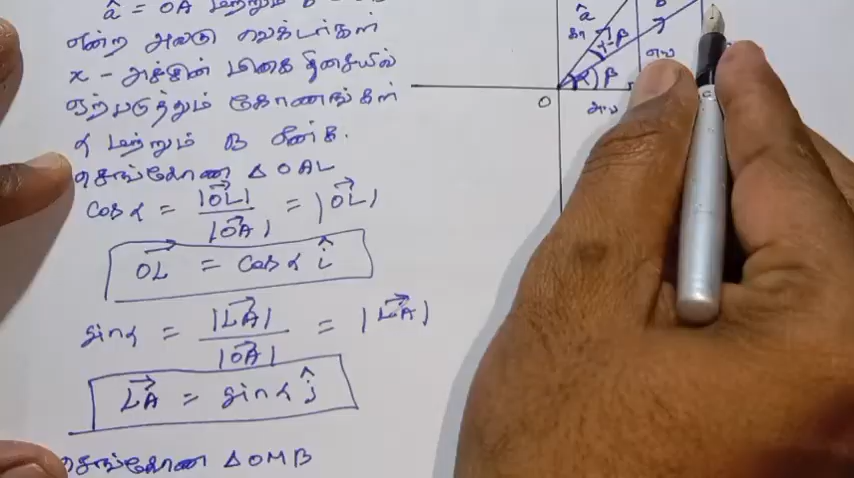 â = OA மற்றும்
என்ற அலகு வெக்டர்கள்
x - அச்சின் மிகை திசையில்
ஏற்படுத்தும் கோணங்கள்
α மற்றும் β என்க.
செங்கோண Δ OAL
cos α = |OL→| / |OA→| = |OL→|
OL→ = cos α î
sin α = |LA→| / |OA→| = |LA→|
LA→ = sin α ĵ
செங்கோண Δ OMB
â
α-β
α
β
O